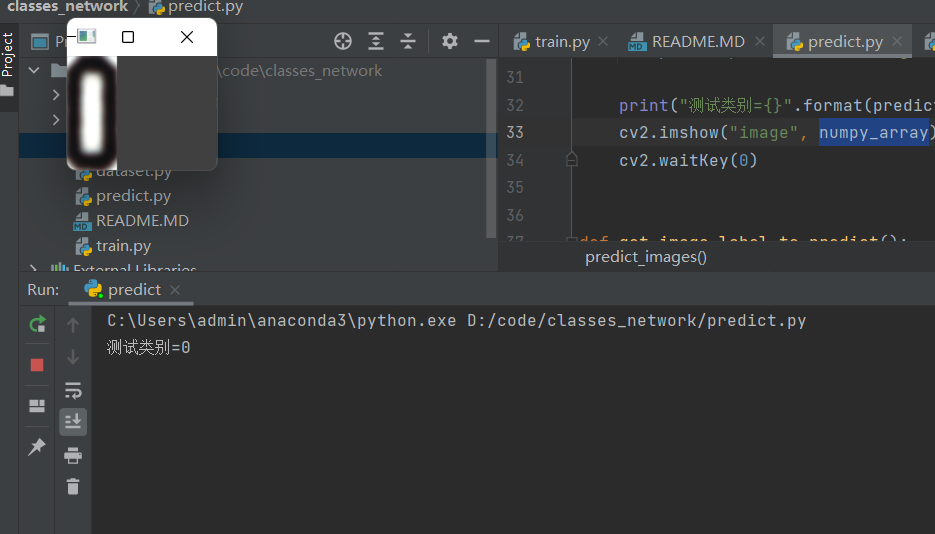 classes_network
predict.py
Project
P
\code\classes_network
dataset.py
predict.py
README.MD
train.py
External Libraries
train.py
README.MD
predict.py
31
32 print("测试类别={}".format(predict
33 cv2.imshow("image", numpy_array)
34 cv2.waitKey(0)
35
36
37 def get_image_label_to_predict():
predict_images()
Run: predict
C:\Users\admin\anaconda3\python.exe D:/code/classes_network/predict.py
测试类别=0